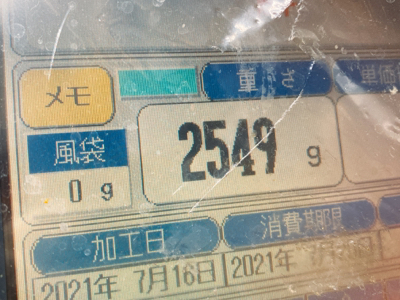 メモ
重さ
単価
風袋
2549 g
0 g
加工日
消費期限
2021年 7月16日
2021年